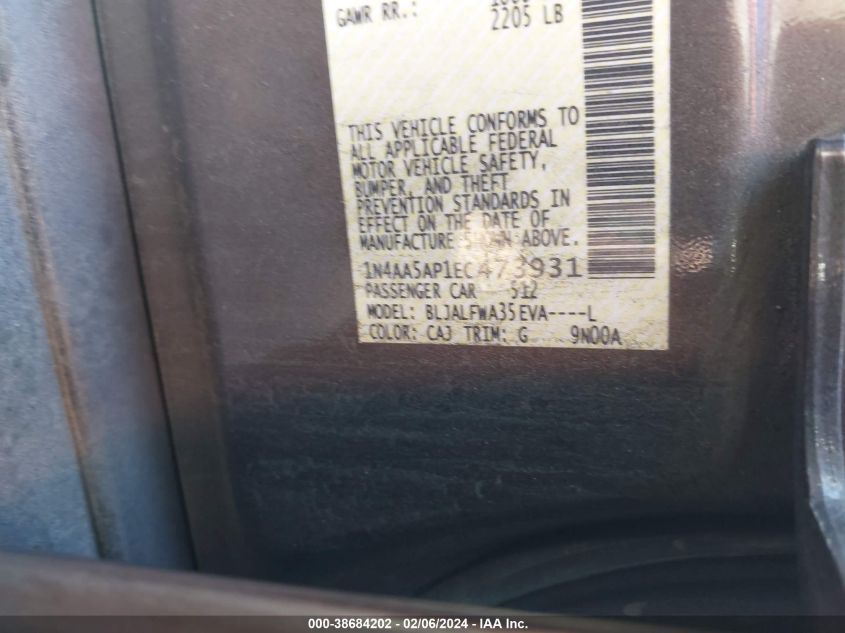 GAWR RR.:
2205 LB
THIS VEHICLE CONFORMS TO
ALL APPLICABLE FEDERAL
MOTOR VEHICLE SAFETY,
BUMPER, AND THEFT
PREVENTION STANDARDS IN
EFFECT ON THE DATE OF
MANUFACTURE SHOWN ABOVE.
1N4AA5AP1EC473931
PASSENGER CAR 512
MODEL: BLJALFWA35EVA----L
COLOR: CAJ TRIM: G 9N00A
000-38684202 - 02/06/2024 - IAA Inc.